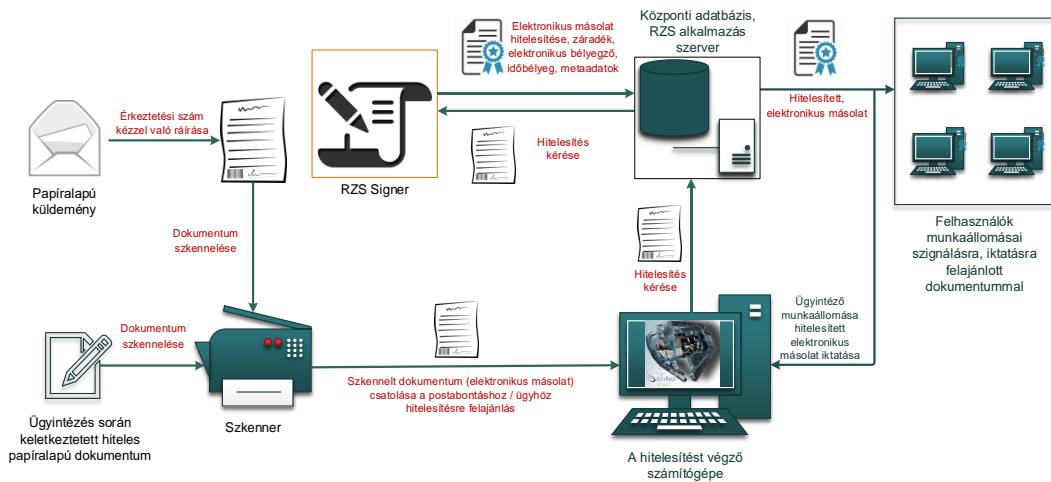 Elektronikus másolat
hitelesítése, záradék,
elektronikus bélyegző,
időbélyeg, metaadatok
Központi adatbázis,
RZS alkalmazás
szerver
Érkeztetési szám
kézzel való ráírása
Hitelesített,
elektronikus másolat
Hitelesítés
kérése
Papíralapú
küldemény
RZS Signer
Dokumentum
szkennelése
Hitelesítés
kérése
Felhasználók
munkaállomásai
szignálásra, iktatásra
felajánlott
dokumentummal
Ügyintéző
munkaállomása
hitelesített
elektronikus
másolat iktatása
Dokumentum
szkennelése
Szkennelt dokumentum (elektronikus másolat)
csatolása a postabontáshoz / ügyhöz
hitelesítésre felajánlás
Szkenner
Ügyintézés során
keletkeztetett hiteles
papíralapú dokumentum
A hitelesítést végző
számítógépe